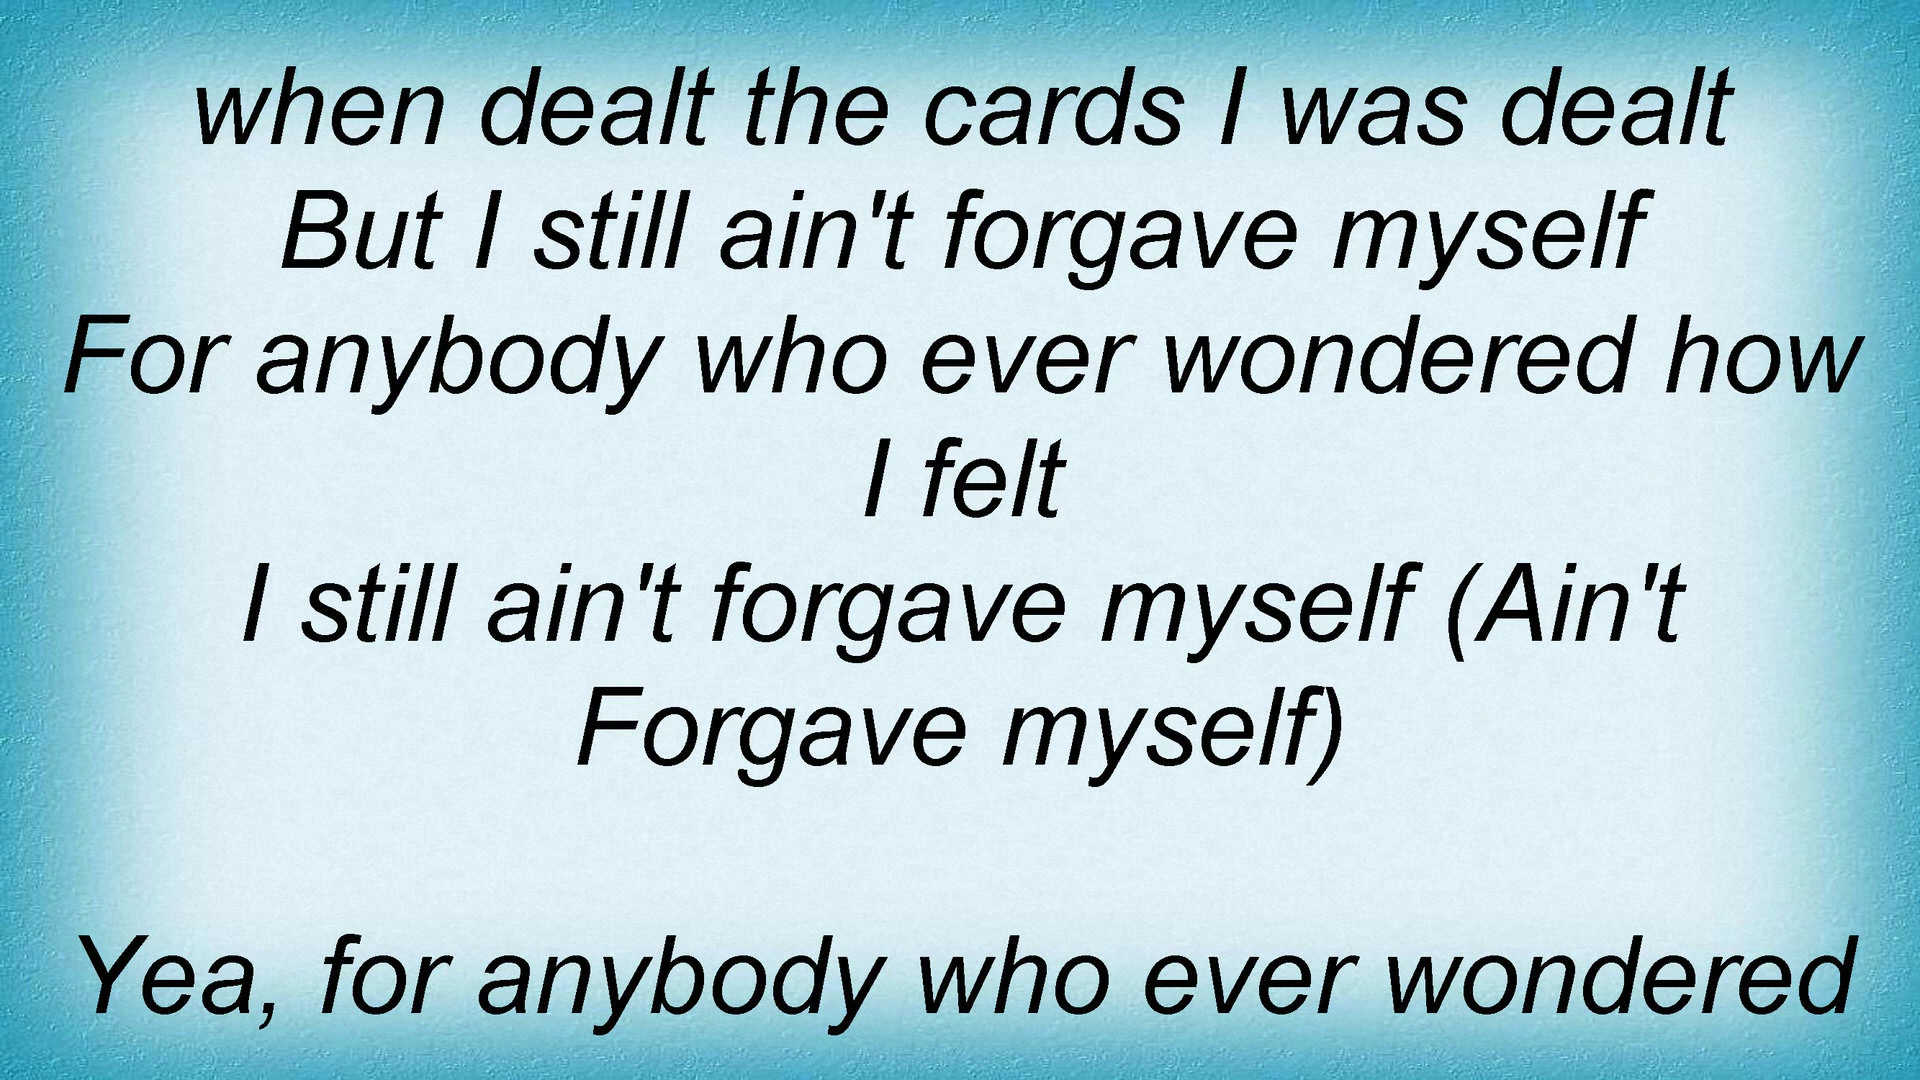 when dealt the cards I was dealt
But I still ain't forgave myself
For anybody who ever wondered how
I felt
I still ain't forgave myself (Ain't
Forgave myself)
Yea, for anybody who ever wondered